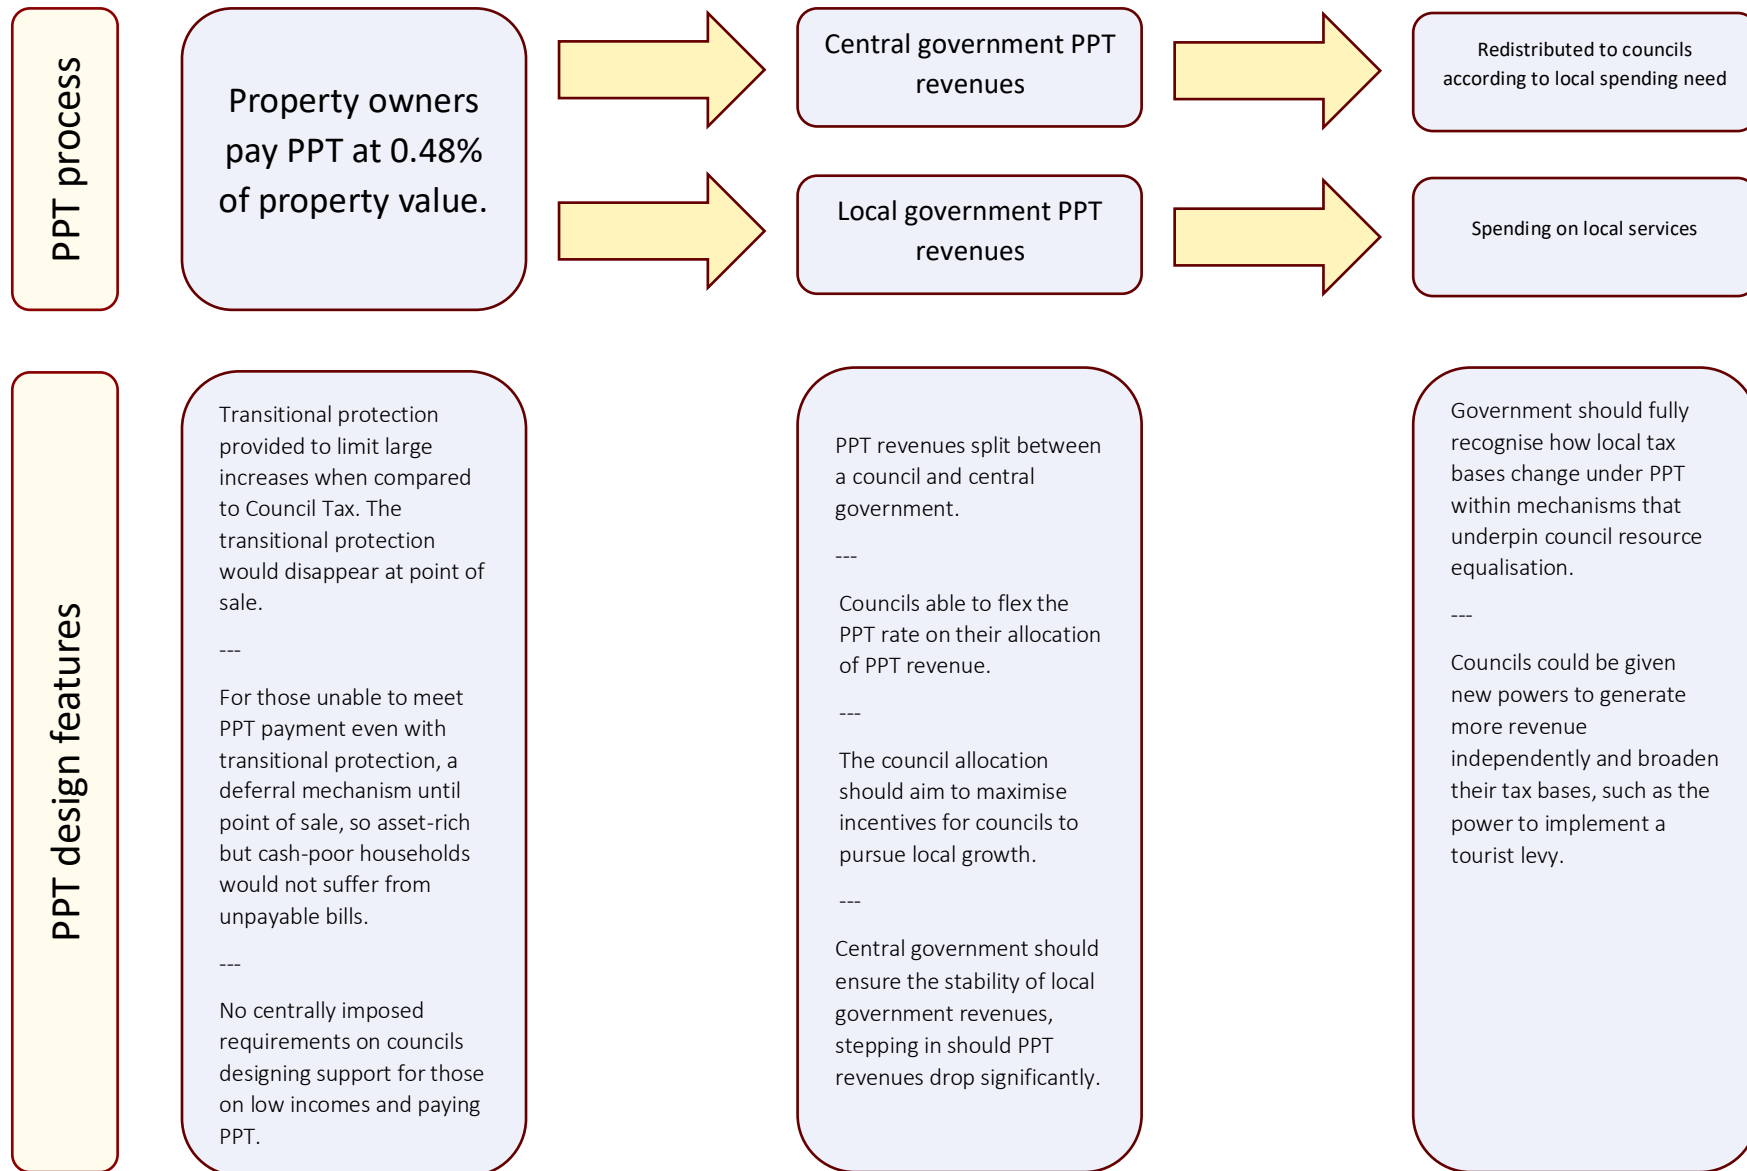 PPT process
Property owners
pay PPT at 0.48%
of property value.
Central government PPT
revenues
Redistributed to councils
according to local spending need
Local government PPT
revenues
Spending on local services
PPT design features
Transitional protection
provided to limit large
increases when compared
to Council Tax. The
transitional protection
would disappear at point of
sale.
---
For those unable to meet
PPT payment even with
transitional protection, a
deferral mechanism until
point of sale, so asset-rich
but cash-poor households
would not suffer from
unpayable bills.
---
No centrally imposed
requirements on councils
designing support for those
on low incomes and paying
PPT.
PPT revenues split between
a council and central
government.
---
Councils able to flex the
PPT rate on their allocation
of PPT revenue.
---
The council allocation
should aim to maximise
incentives for councils to
pursue local growth.
---
Central government should
ensure the stability of local
government revenues,
stepping in should PPT
revenues drop significantly.
Government should fully
recognise how local tax
bases change under PPT
within mechanisms that
underpin council resource
equalisation.
---
Councils could be given
new powers to generate
more revenue
independently and broaden
their tax bases, such as the
power to implement a
tourist levy.